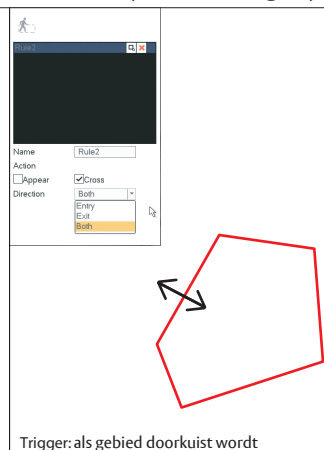 Rule2
Name Rule2
Action
Appear Cross
Direction Both
Entry
Exit
Both
Trigger: als gebied doorkuist wordt